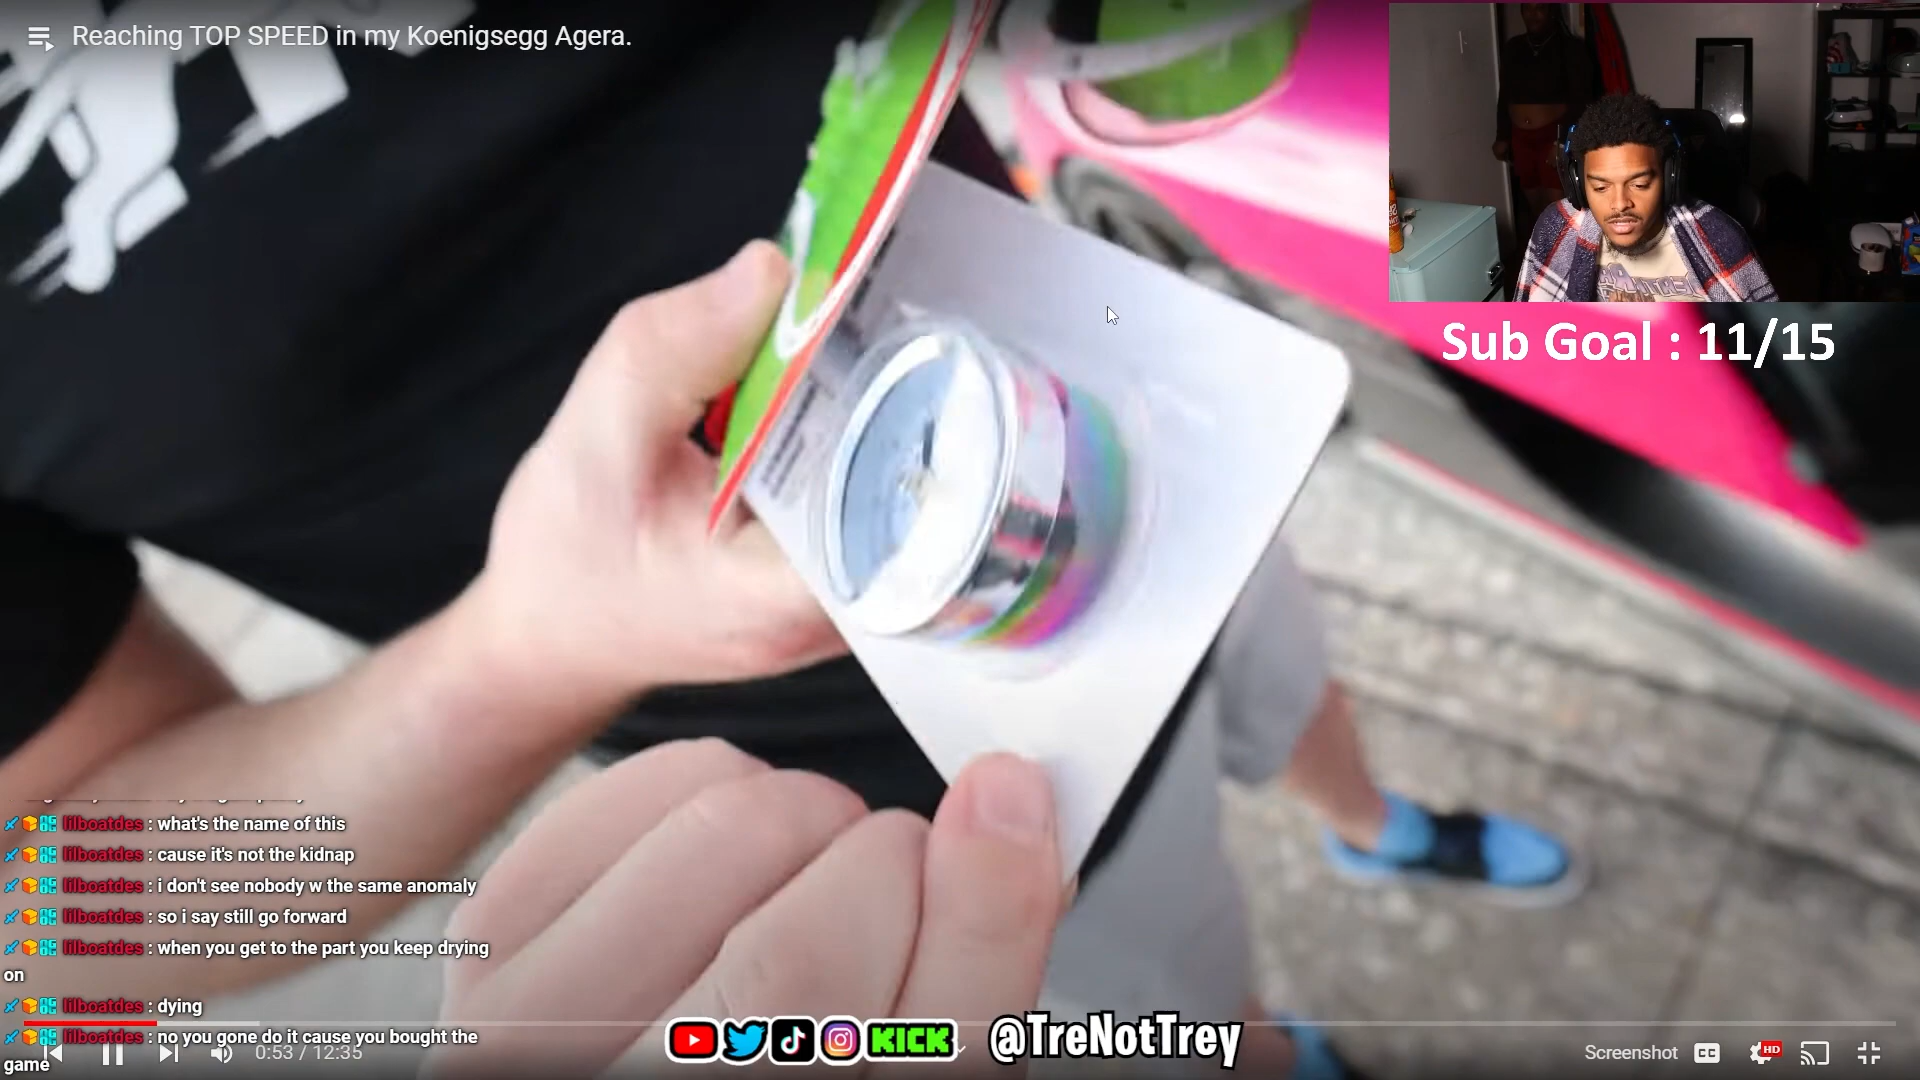 Reaching TOP SPEED in my Koenigsegg Agera.
Sub Goal : 11/15
lilboatdes : what's the name of this
lilboatdes : cause it's not the kidnap
lilboatdes : i don't see nobody w the same anomaly
lilboatdes : so i say still go forward
lilboatdes : when you get to the part you keep drying
on
lilboatdes : dying
lilboatdes : no you gone do it cause you bought the
game
0:53 / 12:35
KICK
@TreNotTrey
Screenshot
CC
HD